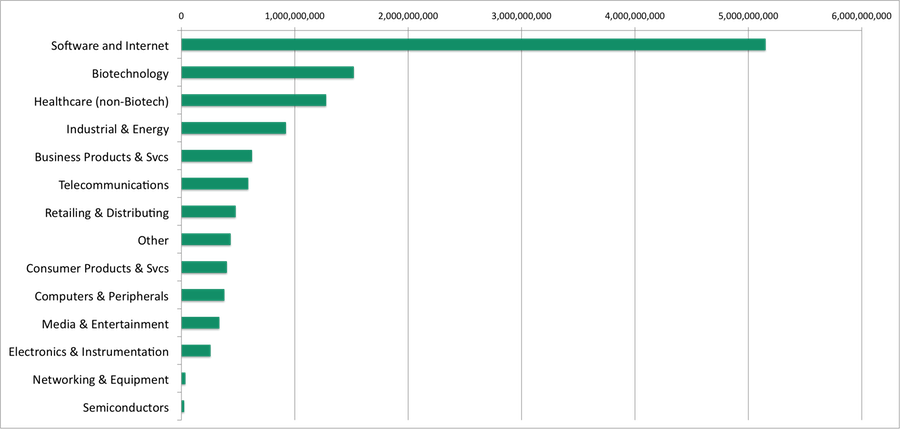 0 1,000,000,000 2,000,000,000 3,000,000,000 4,000,000,000 5,000,000,000 6,000,000,000
Software and Internet
Biotechnology
Healthcare (non-Biotech)
Industrial & Energy
Business Products & Svcs
Telecommunications
Retailing & Distributing
Other
Consumer Products & Svcs
Computers & Peripherals
Media & Entertainment
Electronics & Instrumentation
Networking & Equipment
Semiconductors